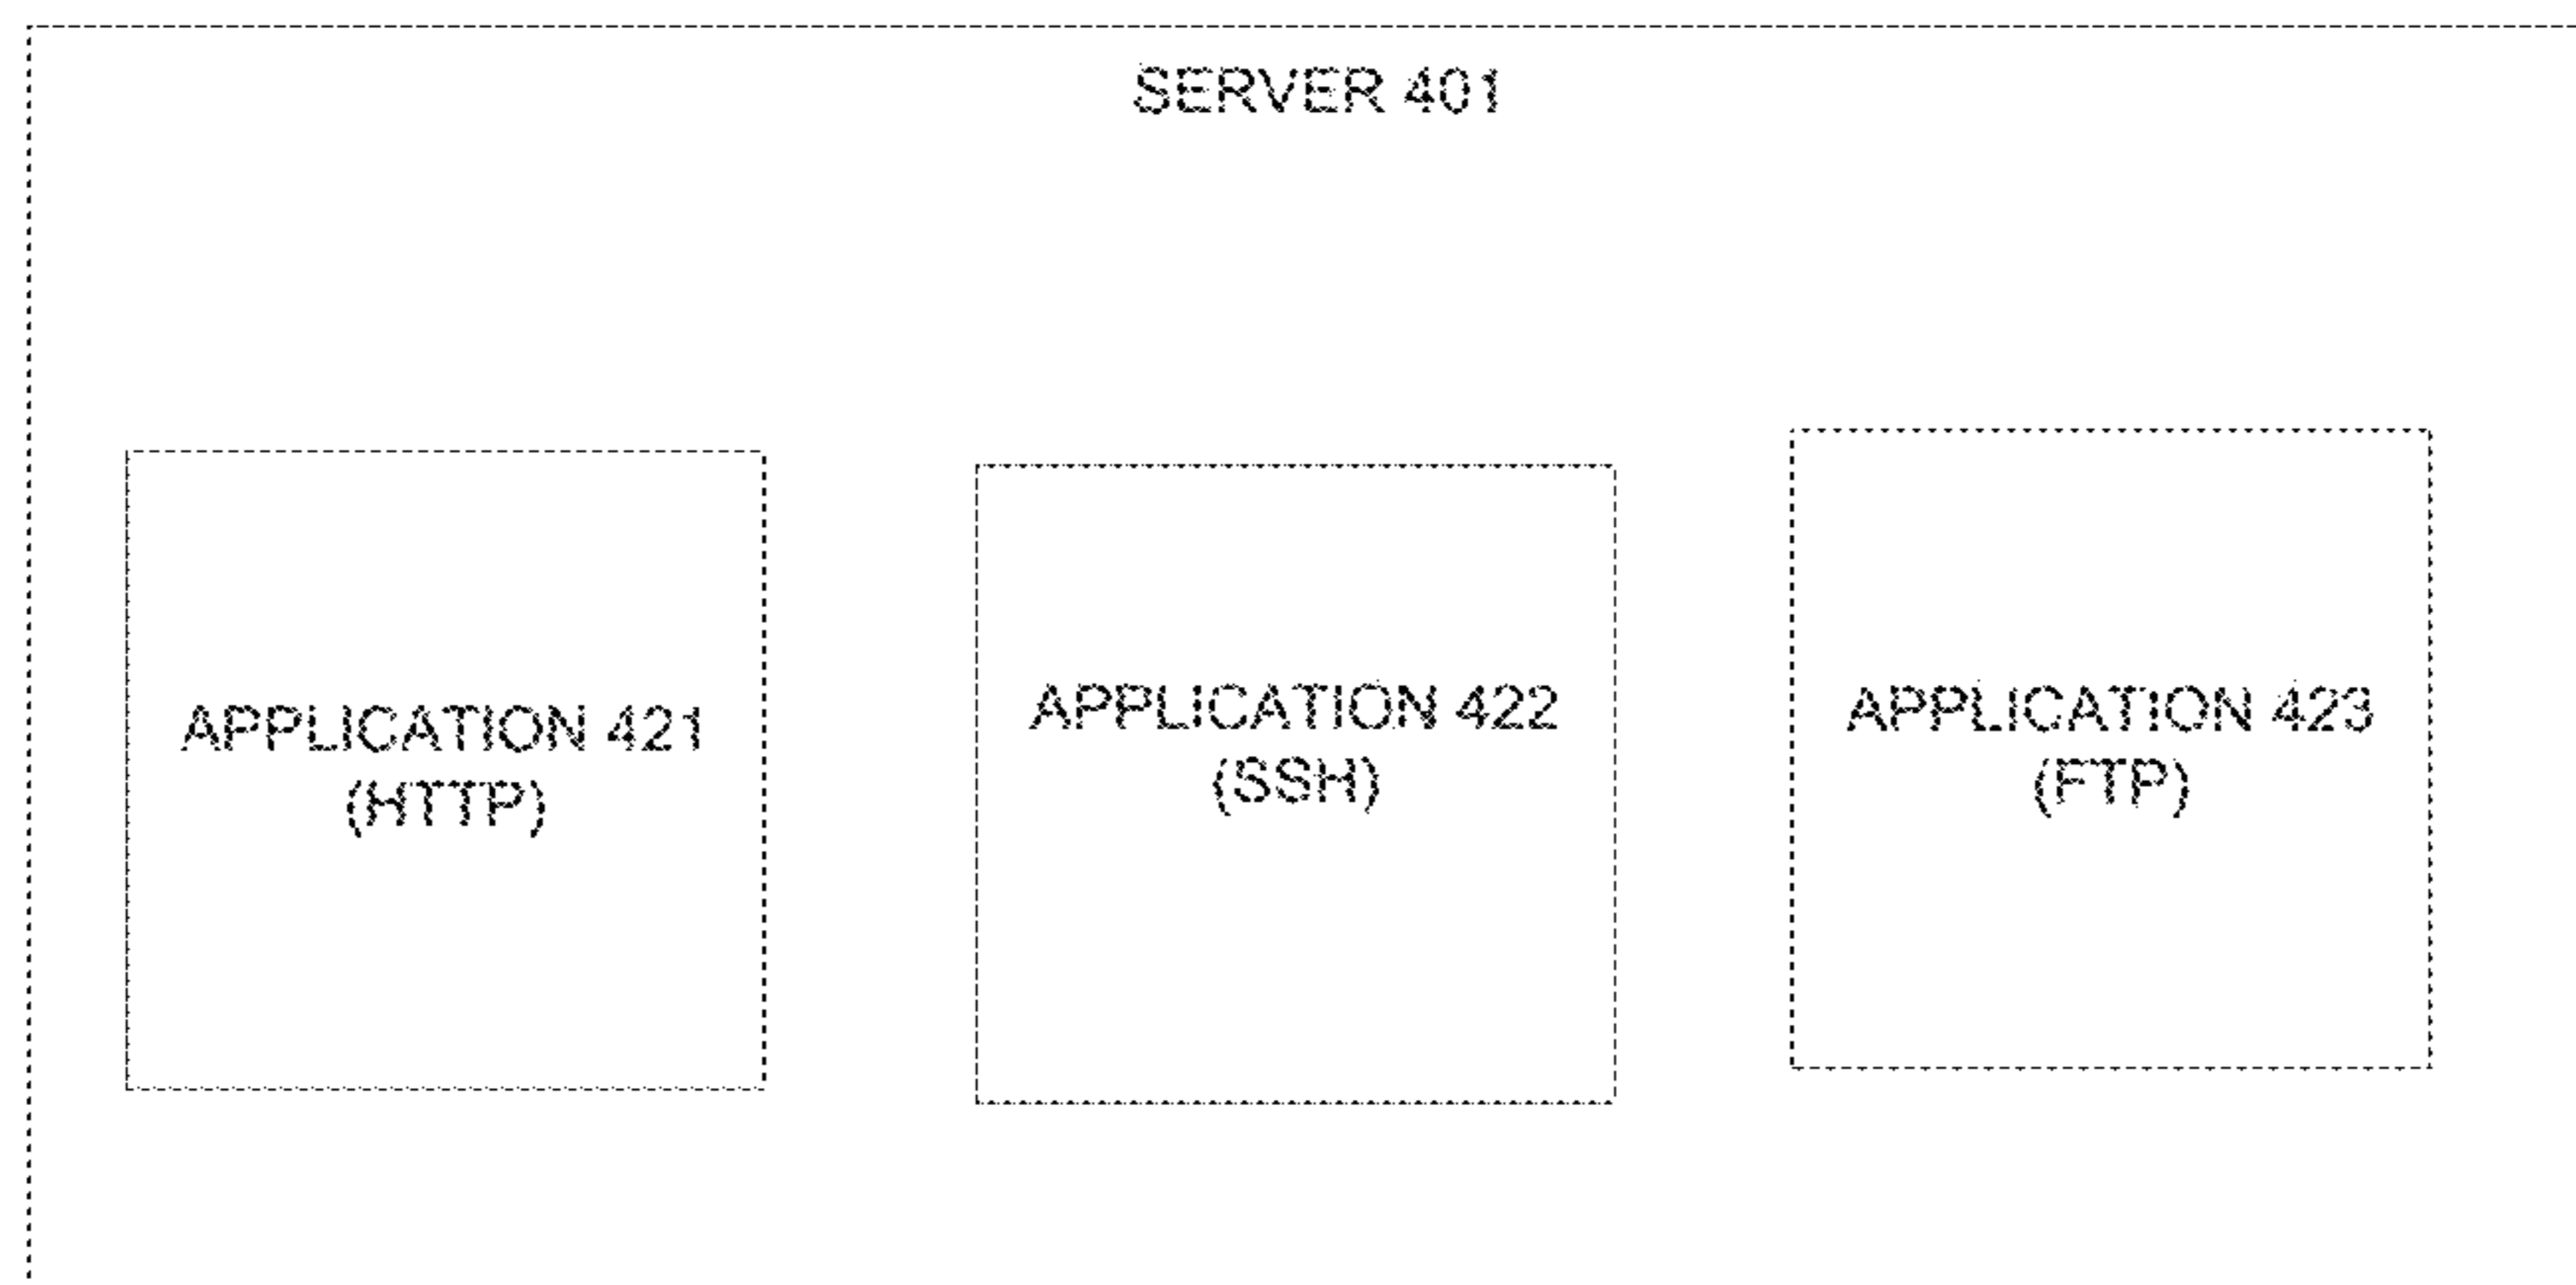 SERVER 401
APPLICATION 421
(HTTP)
APPLICATION 422
(SSH)
APPLICATION 423
(FTP)